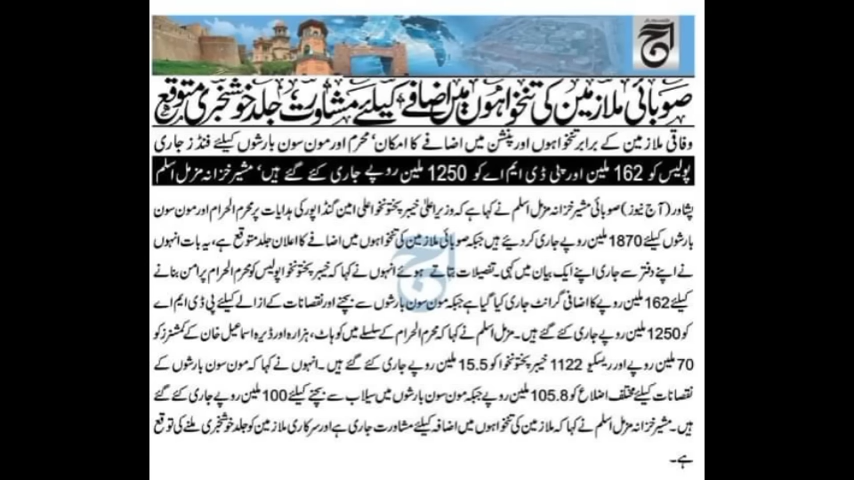 آج
صوبائی ملازمین کی تنخواہوں میں اضافے کیلئے مشاورت، جلد خوشخبری متوقع
وفاقی ملازمین کے برابر تنخواہوں اور پنشن میں اضافے کا امکان، محرم اور مون سون بارشوں کیلئے فنڈز جاری
پولیس کو 162 ملین اور پی ڈی ایم اے کو 1250 ملین روپے جاری کئے گئے ہیں، مشیر خزانہ مزمل اسلم
پشاور (آج نیوز) صوبائی مشیر خزانہ مزمل اسلم نے کہا ہے کہ وزیراعلیٰ خیبرپختونخوا علی امین گنڈاپور کی ہدایات پر محرم الحرام اور مون سون
بارشوں کیلئے 1870 ملین روپے جاری کر دیئے ہیں جبکہ صوبائی ملازمین کی تنخواہوں میں اضافے کا اعلان جلد متوقع ہے، یہ بات انہوں
نے اپنے دفتر سے جاری اپنے ایک بیان میں کہی۔ تفصیلات بتاتے ہوئے انہوں نے کہا کہ خیبر پختونخوا پولیس کو محرم الحرام پر امن بنانے کے
کیلئے 162 ملین روپے کا اضافی گرانٹ جاری کیا گیا ہے جبکہ مون سون بارشوں سے بچنے اور نقصانات کے ازالے کیلئے پی ڈی ایم اے
کو 1250 ملین روپے جاری کئے گئے ہیں۔ مزمل اسلم نے کہا کہ محرم الحرام کے سلسلے میں کوہاٹ، ہزارہ اور ڈیرہ اسماعیل خان کے کمشنرز کو
70 ملین روپے اور ریسکیو 1122 خیبر پختونخوا کو 15.5 ملین روپے جاری کئے گئے ہیں۔ انہوں نے کہا کہ مون سون بارشوں کے
نقصانات کیلئے مختلف اضلاع کو 105.8 ملین روپے جبکہ مون سون بارشوں میں سیلاب سے بچنے کیلئے 100 ملین روپے جاری کئے گئے
ہیں۔ مشیر خزانہ مزمل اسلم نے کہا کہ ملازمین کی تنخواہوں میں اضافہ کیلئے مشاورت جاری ہے اور سرکاری ملازمین کو جلد خوشخبری ملنے کی توقع
ہے۔